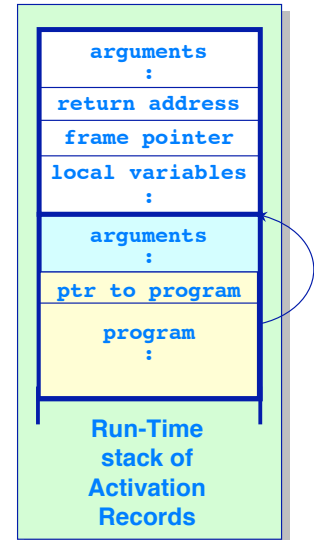 arguments
:
return address
frame pointer
local variables
:
arguments
:
ptr to program
program
:
Run-Time
stack of
Activation
Records